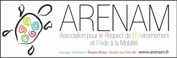 ARENAM
Association pour le Respect de l'Environnement
et l'Aide à la Mobilité
www.arenam.fr